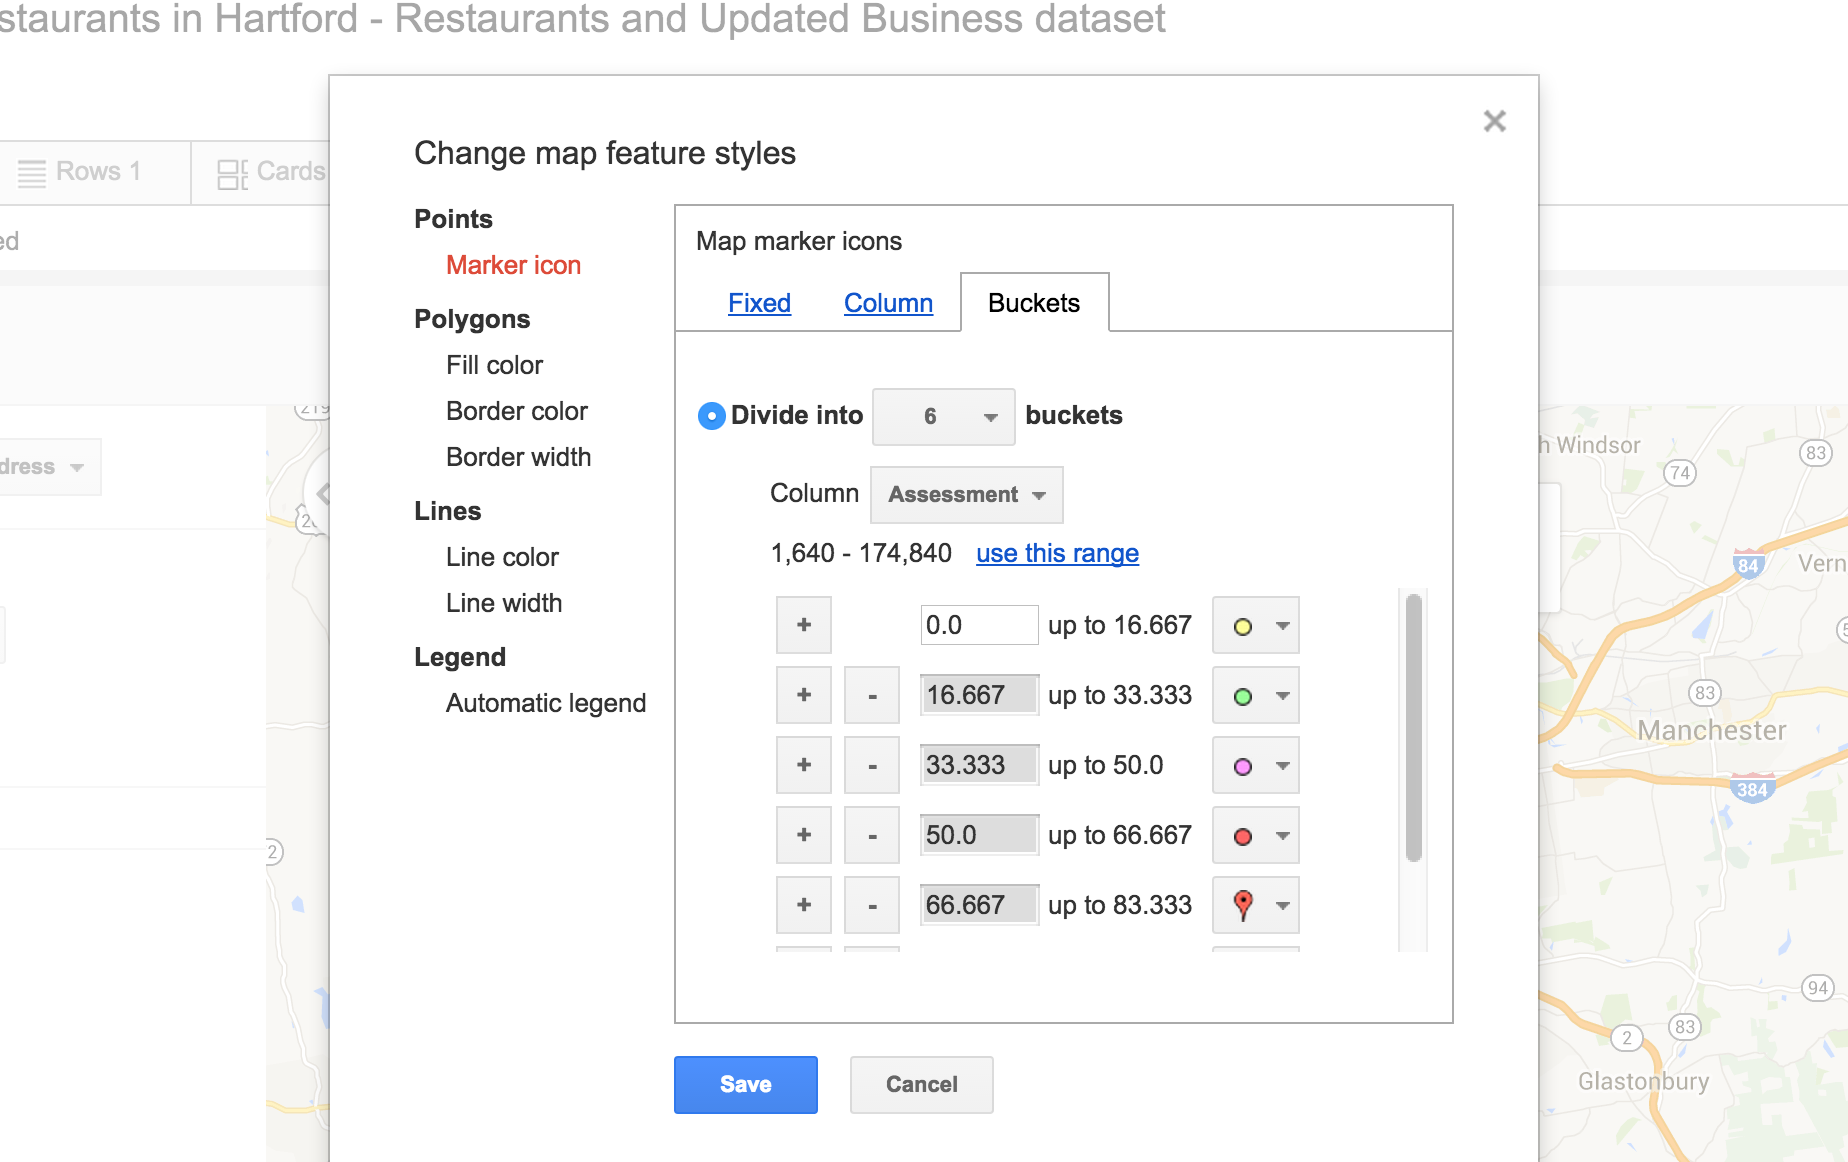 staurants in Hartford - Restaurants and Updated Business dataset
Rows 1
Cards
ed
dress
Change map feature styles
Points
Marker icon
Polygons
Fill color
Border color
Border width
Lines
Line color
Line width
Legend
Automatic legend
Map marker icons
Fixed Column Buckets
Divide into 6 buckets
Column Assessment
1,640 - 174,840 use this range
+ 0.0 up to 16.667
+ - 16.667 up to 33.333
+ - 33.333 up to 50.0
+ - 50.0 up to 66.667
+ - 66.667 up to 83.333
Save Cancel
219
2
h Windsor
83
74
84
Vern
83
Manchester
384
94
83
2
Glastonbury